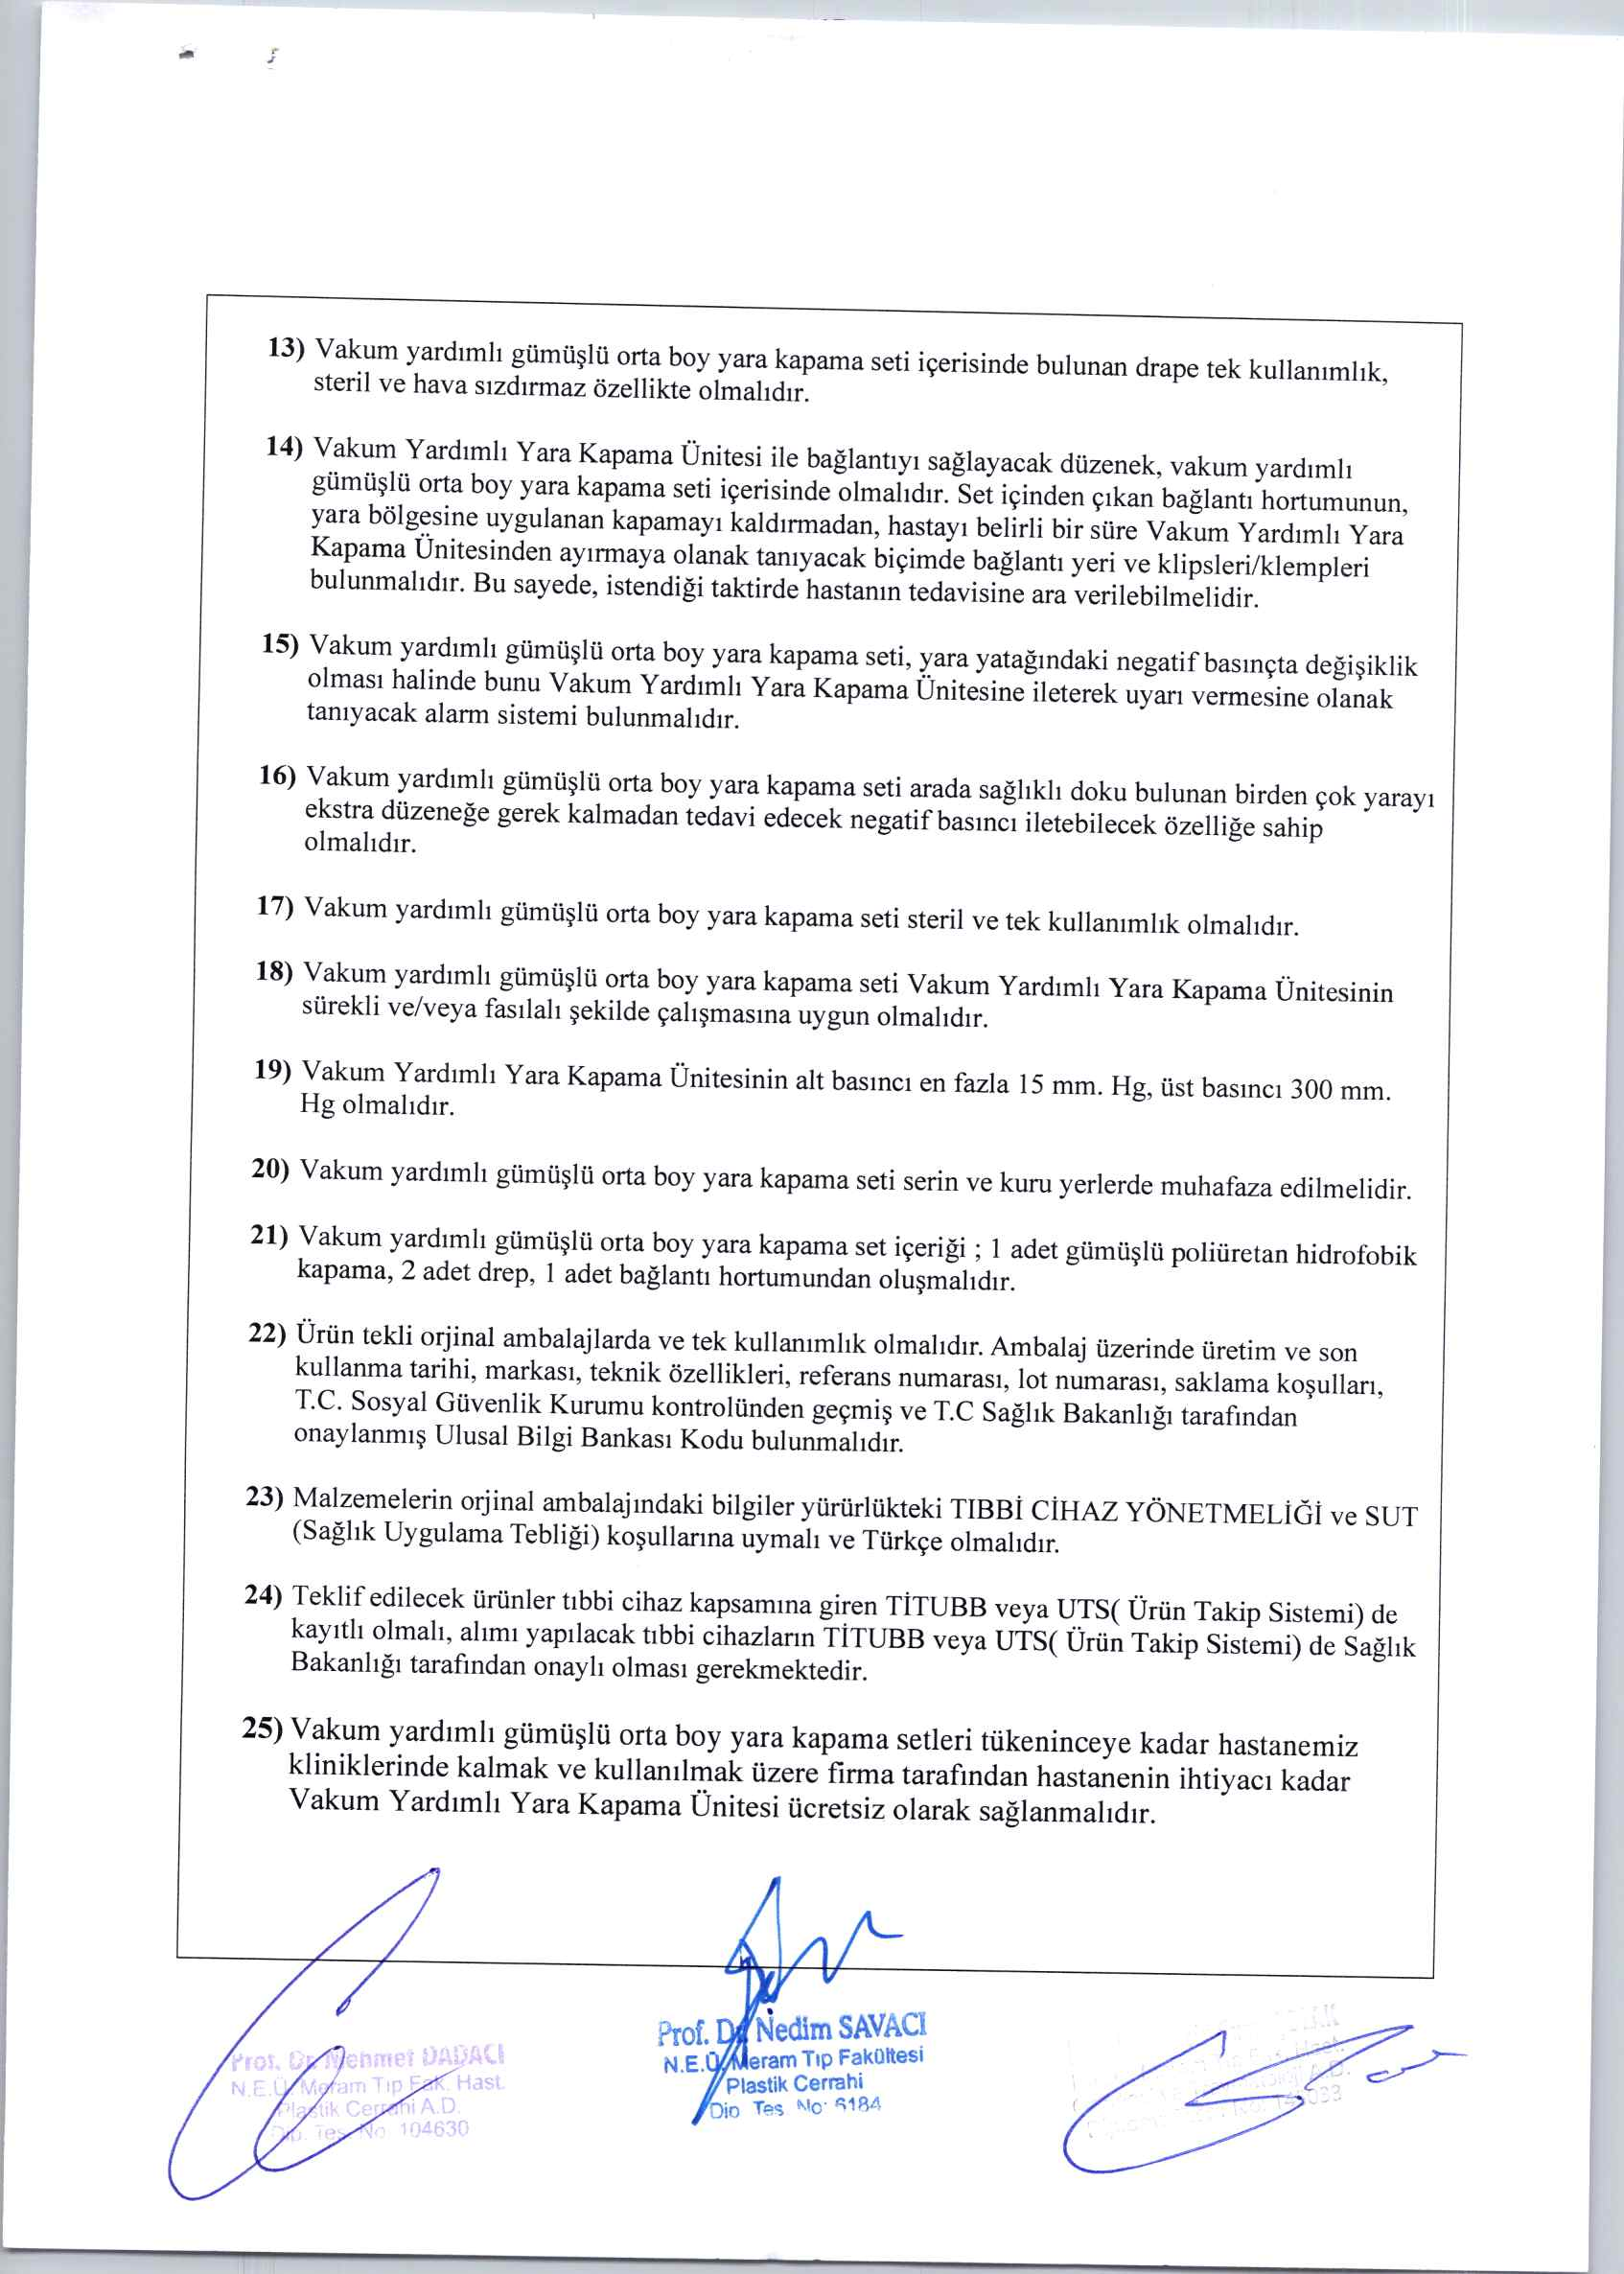 13) Vakum yardımlı gümüşlü orta boy yara kapama seti içerisinde bulunan drape tek kullanımlık,
steril ve hava sızdırmaz özellikte olmalıdır.
14) Vakum Yardımlı Yara Kapama Ünitesi ile bağlantıyı sağlayacak düzenek, vakum yardımlı
gümüşlü orta boy yara kapama seti içerisinde olmalıdır. Set içinden çıkan bağlantı hortumunun,
yara bölgesine uygulanan kapamayı kaldırmadan, hastayı belirli bir süre Vakum Yardımlı Yara
Kapama Ünitesinden ayırmaya olanak tanıyacak biçimde bağlantı yeri ve klipsleri/klempleri
bulunmalıdır. Bu sayede, istendiği taktirde hastanın tedavisine ara verilebilmelidir.
15) Vakum yardımlı gümüşlü orta boy yara kapama seti, yara yatağındaki negatif basınçta değişiklik
olması halinde bunu Vakum Yardımlı Yara Kapama Ünitesine ileterek uyarı vermesine olanak
tanıyacak alarm sistemi bulunmalıdır.
16) Vakum yardımlı gümüşlü orta boy yara kapama seti arada sağlıklı doku bulunan birden çok yarayı
ekstra düzeneğe gerek kalmadan tedavi edecek negatif basıncı iletebilecek özelliğe sahip
olmalıdır.
17) Vakum yardımlı gümüşlü orta boy yara kapama seti steril ve tek kullanımlık olmalıdır.
18) Vakum yardımlı gümüşlü orta boy yara kapama seti Vakum Yardımlı Yara Kapama Ünitesinin
sürekli ve/veya fasılalı şekilde çalışmasına uygun olmalıdır.
19) Vakum Yardımlı Yara Kapama Ünitesinin alt basıncı en fazla 15 mm. Hg, üst basıncı 300 mm.
Hg olmalıdır.
20) Vakum yardımlı gümüşlü orta boy yara kapama seti serin ve kuru yerlerde muhafaza edilmelidir.
21) Vakum yardımlı gümüşlü orta boy yara kapama set içeriği ; 1 adet gümüşlü poliüretan hidrofobik
kapama, 2 adet drep, 1 adet bağlantı hortumundan oluşmalıdır.
22) Ürün tekli orjinal ambalajlarda ve tek kullanımlık olmalıdır. Ambalaj üzerinde üretim ve son
kullanma tarihi, markası, teknik özellikleri, referans numarası, lot numarası, saklama koşulları,
T.C. Sosyal Güvenlik Kurumu kontrolünden geçmiş ve T.C Sağlık Bakanlığı tarafından
onaylanmış Ulusal Bilgi Bankası Kodu bulunmalıdır.
23) Malzemelerin orjinal ambalajındaki bilgiler yürürlükteki TIBBİ CİHAZ YÖNETMELİĞİ ve SUT
(Sağlık Uygulama Tebliği) koşullarına uymalı ve Türkçe olmalıdır.
24) Teklif edilecek ürünler tıbbi cihaz kapsamına giren TİTUBB veya UTS( Ürün Takip Sistemi) de
kayıtlı olmalı, alımı yapılacak tıbbi cihazların TİTUBB veya UTS( Ürün Takip Sistemi) de Sağlık
Bakanlığı tarafından onaylı olması gerekmektedir.
25) Vakum yardımlı gümüşlü orta boy yara kapama setleri tükeninceye kadar hastanemiz
kliniklerinde kalmak ve kullanılmak üzere firma tarafından hastanenin ihtiyacı kadar
Vakum Yardımlı Yara Kapama Ünitesi ücretsiz olarak sağlanmalıdır.
Prof. Dr. Mehmet DADACI
N.E.Ü. Meram Tıp Fak. Hast.
Plastik Cerrahi A.D.
Dip. Tes. No: 104630
Prof. Dr. Nedim SAVACI
N.E.Ü. Meram Tıp Fakültesi
Plastik Cerrahi
Dip. Tes. No: 6184
Hast.
A.D.